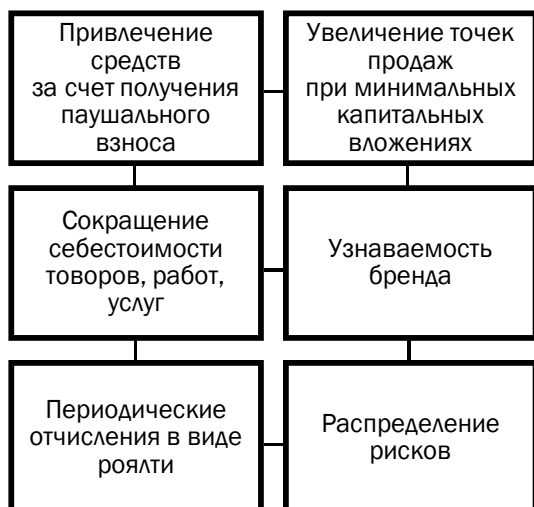 Привлечение
средств
за счет получения
паушального
взноса
Увеличение точек
продаж
при минимальных
капитальных
вложениях
Сокращение
себестоимости
товоров, работ,
услуг
Узнаваемость
бренда
Периодические
отчисления в виде
роялти
Распределение
рисков